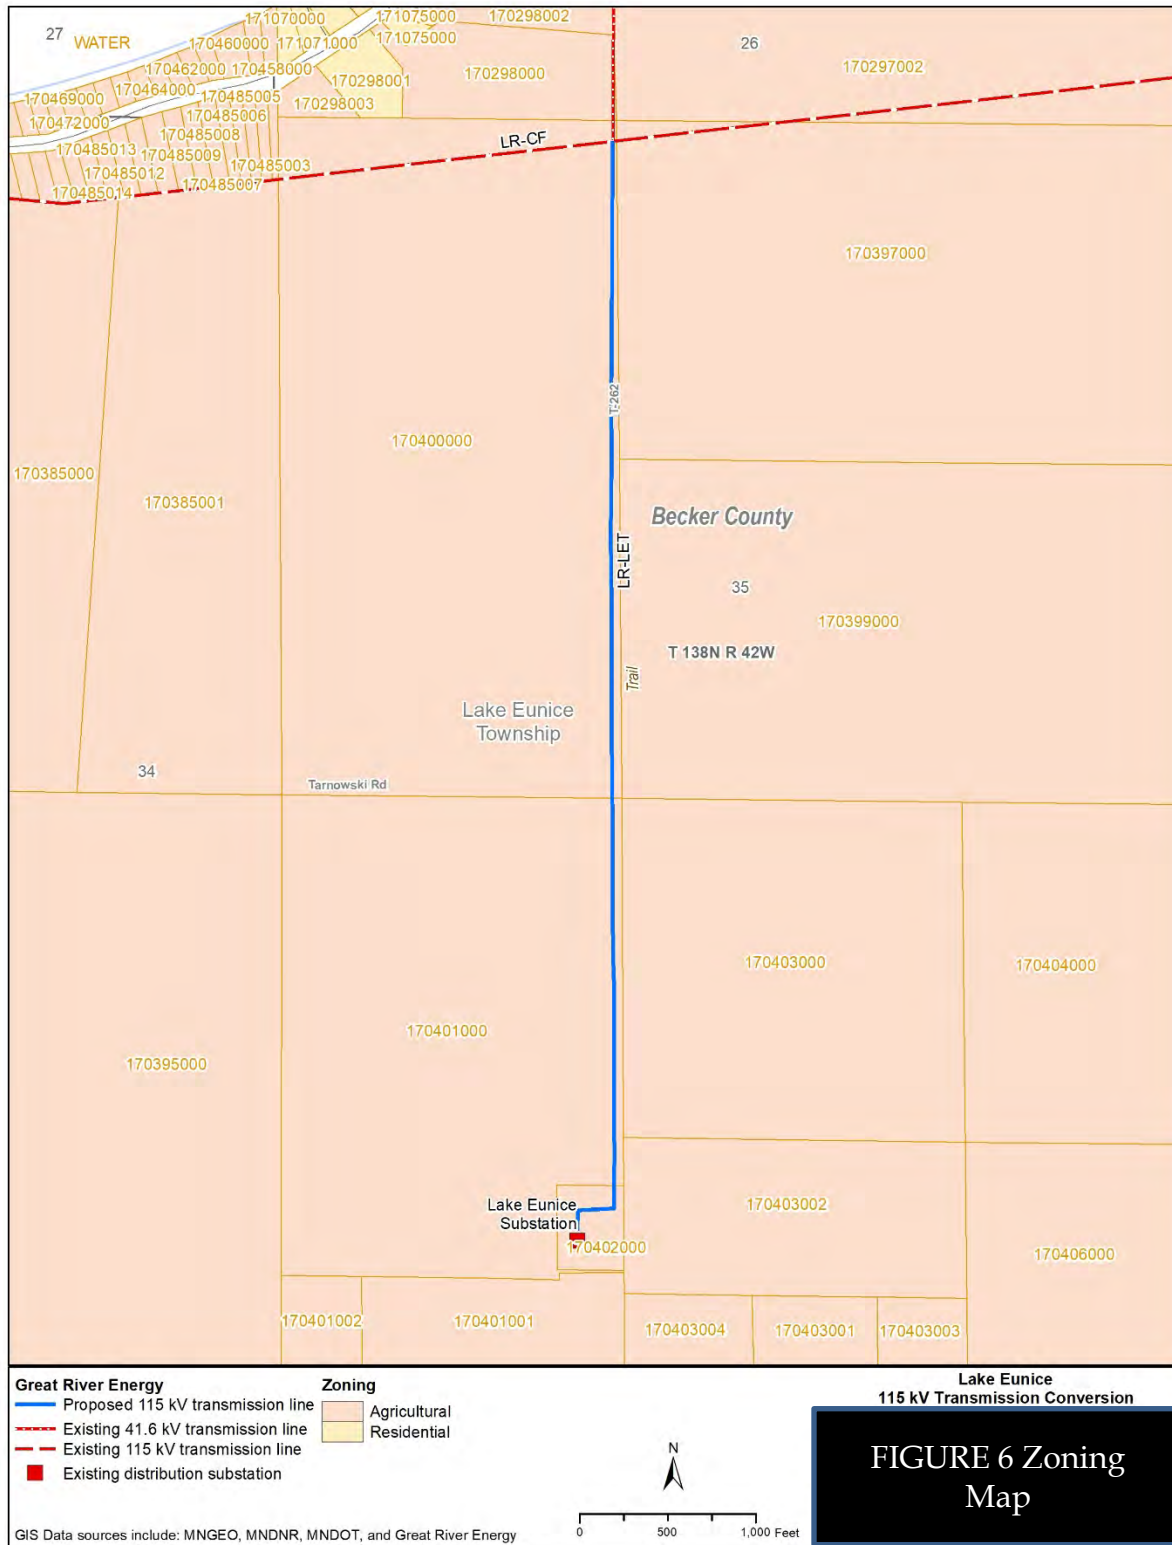 27
WATER
171070000
171075000
170298002
170460000
171071000
171075000
26
170462000
170458000
170298001
170298000
170297002
170469000
170464000
170485005
170298003
170472000
170485006
170485008
LR-CF
170485013
170485009
170485012
170485003
170485014
170485007
170397000
T-262
170400000
170385000
170385001
Becker County
LR-LET
35
170399000
T 138N R 42W
Trail
Lake Eunice
Township
34
Tarnowski Rd
170403000
170404000
170401000
170395000
Lake Eunice
Substation
170403002
170402000
170406000
170401002
170401001
170403004
170403001
170403003
Great River Energy
Proposed 115 kV transmission line
Existing 41.6 kV transmission line
Existing 115 kV transmission line
Existing distribution substation
Zoning
Agricultural
Residential
GIS Data sources include: MNGEO, MNDNR, MNDOT, and Great River Energy
N
0 500 1,000 Feet
Lake Eunice
115 kV Transmission Conversion
FIGURE 6 Zoning
Map